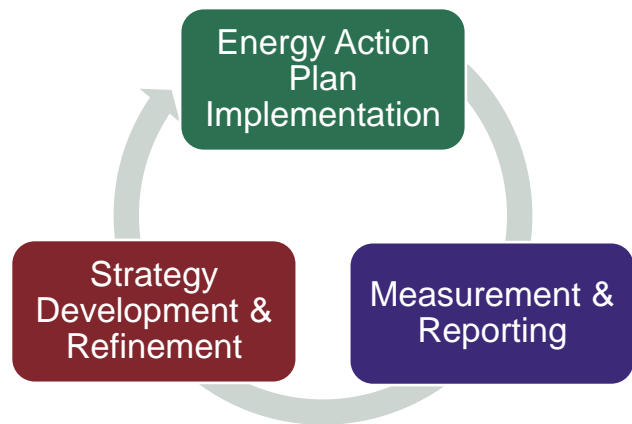 Energy Action
Plan
Implementation
Strategy
Development &
Refinement
Measurement &
Reporting